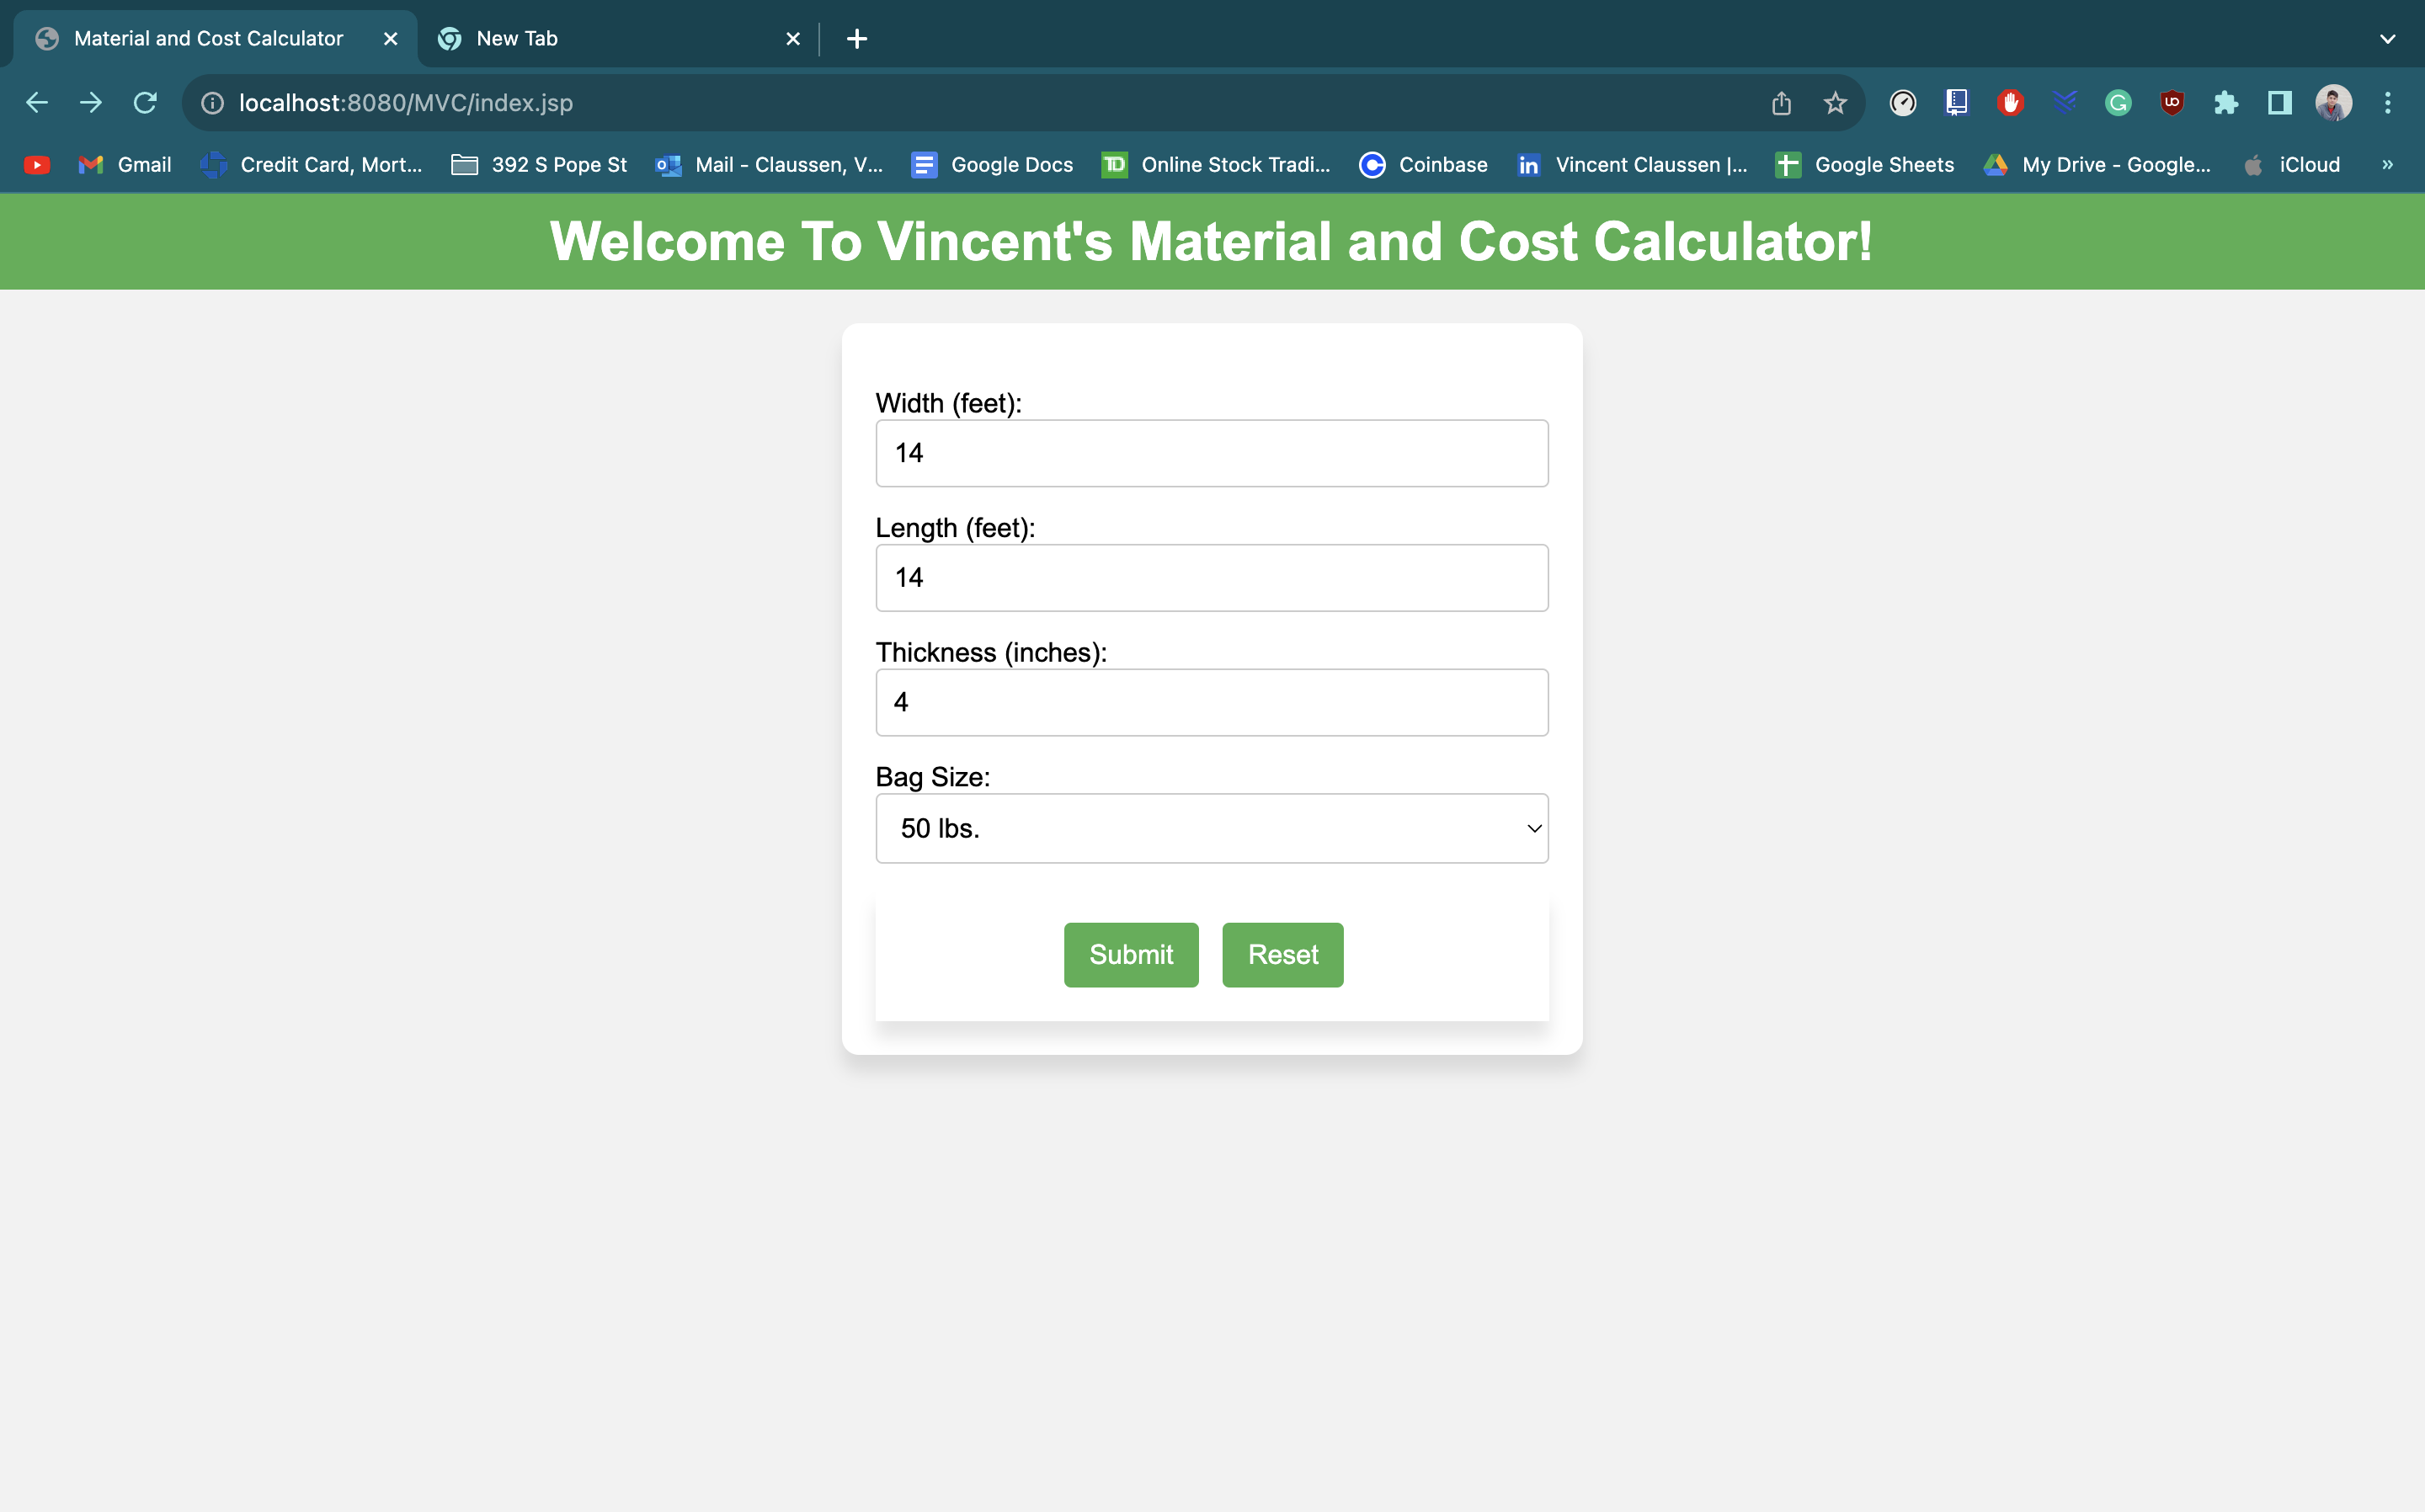 Material and Cost Calculator
New Tab
localhost:8080/MVC/index.jsp
Gmail
Credit Card, Mort...
392 S Pope St
Mail - Claussen, V...
Google Docs
TD
Online Stock Tradi...
Coinbase
in
Vincent Claussen |...
Google Sheets
My Drive - Google...
iCloud
Welcome To Vincent's Material and Cost Calculator!
Width (feet):
14
Length (feet):
14
Thickness (inches):
4
Bag Size:
50 lbs.
Submit Reset